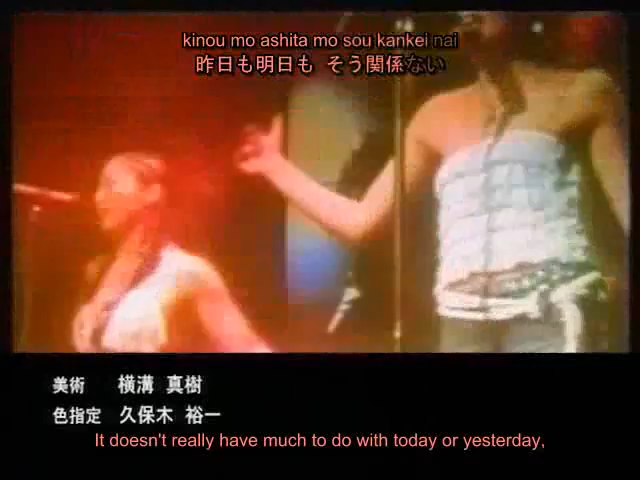 kinou mo ashita mo sou kankei nai
昨日も明日も そう関係ない
美術 横溝 真樹
色指定 久保木 裕一
It doesn't really have much to do with today or yesterday,